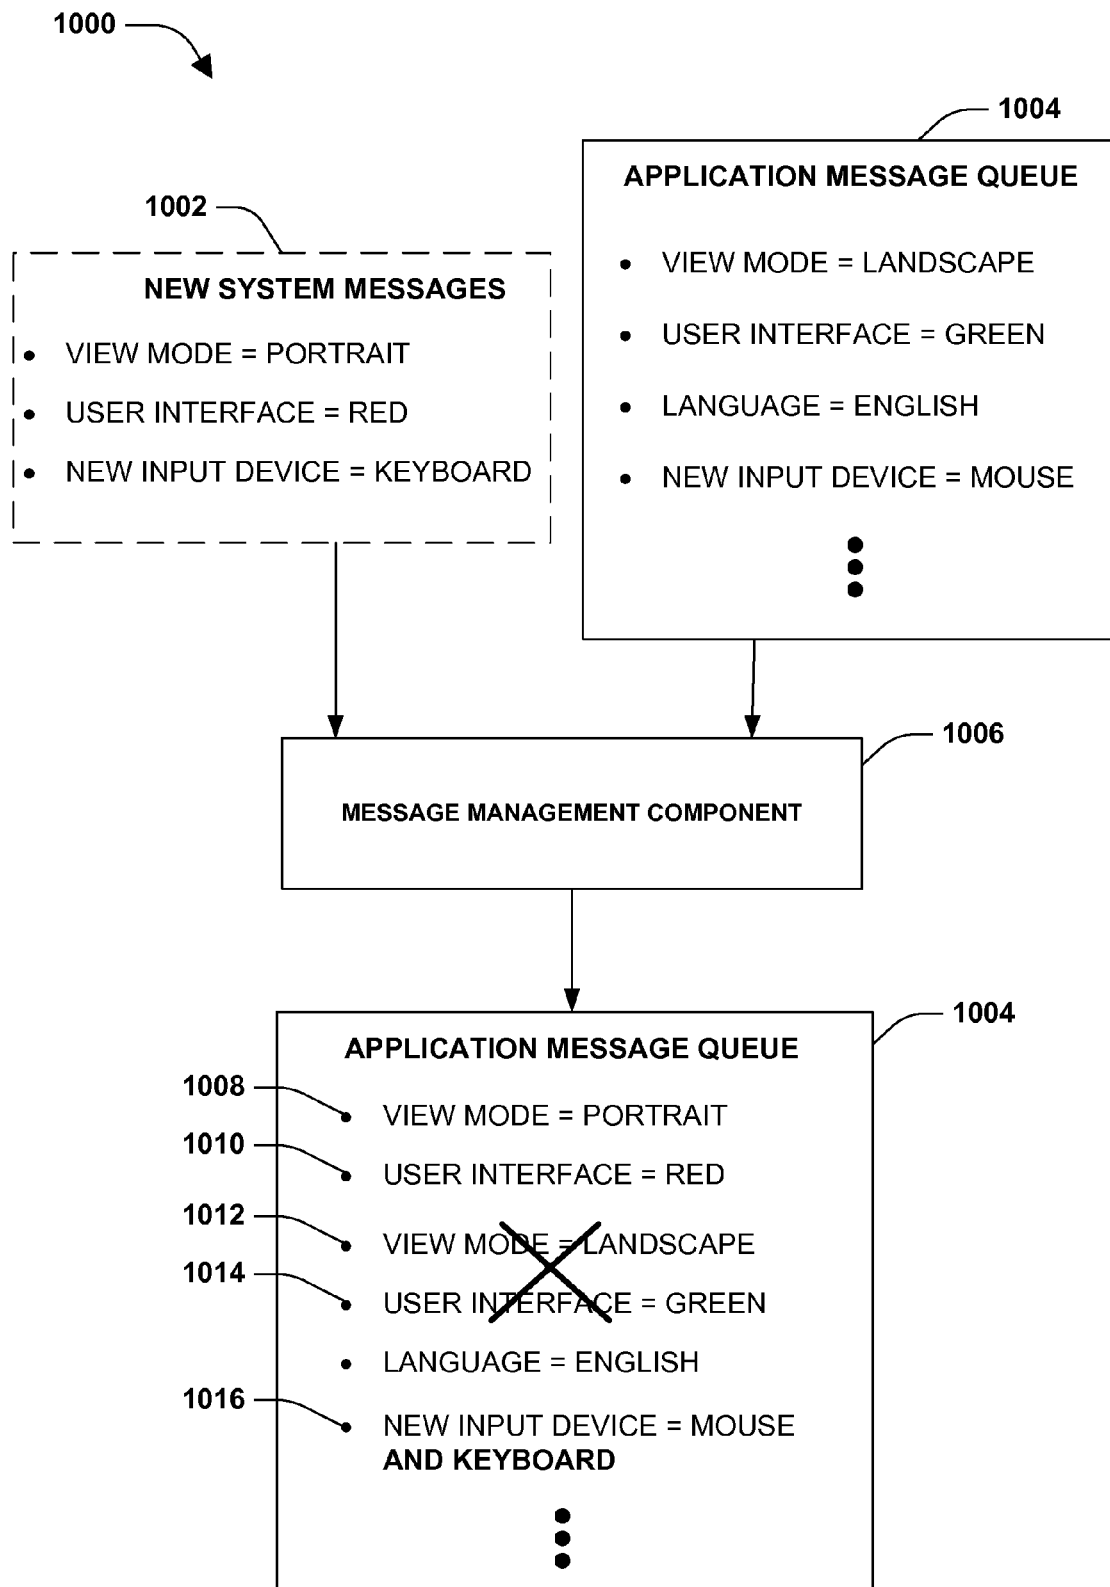 1000
1004
APPLICATION MESSAGE QUEUE
• VIEW MODE = LANDSCAPE
• USER INTERFACE = GREEN
• LANGUAGE = ENGLISH
• NEW INPUT DEVICE = MOUSE
1002
NEW SYSTEM MESSAGES
• VIEW MODE = PORTRAIT
• USER INTERFACE = RED
• NEW INPUT DEVICE = KEYBOARD
1006
MESSAGE MANAGEMENT COMPONENT
1004
APPLICATION MESSAGE QUEUE
1008
• VIEW MODE = PORTRAIT
1010
• USER INTERFACE = RED
1012
• VIEW MODE = LANDSCAPE
1014
• USER INTERFACE = GREEN
• LANGUAGE = ENGLISH
1016
• NEW INPUT DEVICE = MOUSE
AND KEYBOARD